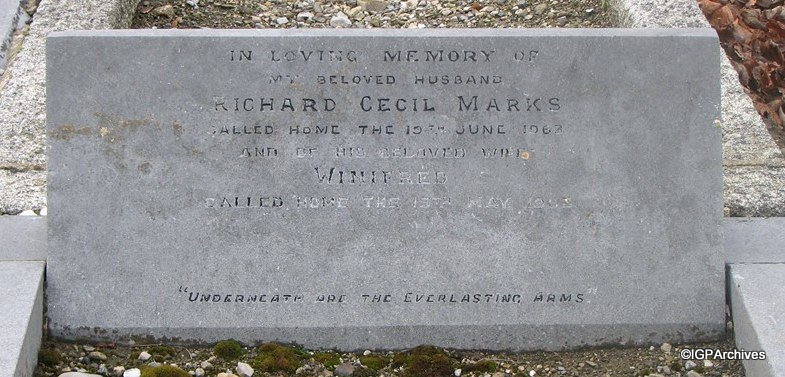 IN LOVING MEMORY OF
MY BELOVED HUSBAND
RICHARD CECIL MARKS
CALLED HOME THE 19TH JUNE 1963
AND OF HIS BELOVED WIFE
WINIFRED
CALLED HOME THE MAY
"UNDERNEATH ARE THE EVERLASTING ARMS"
©IGPArchives